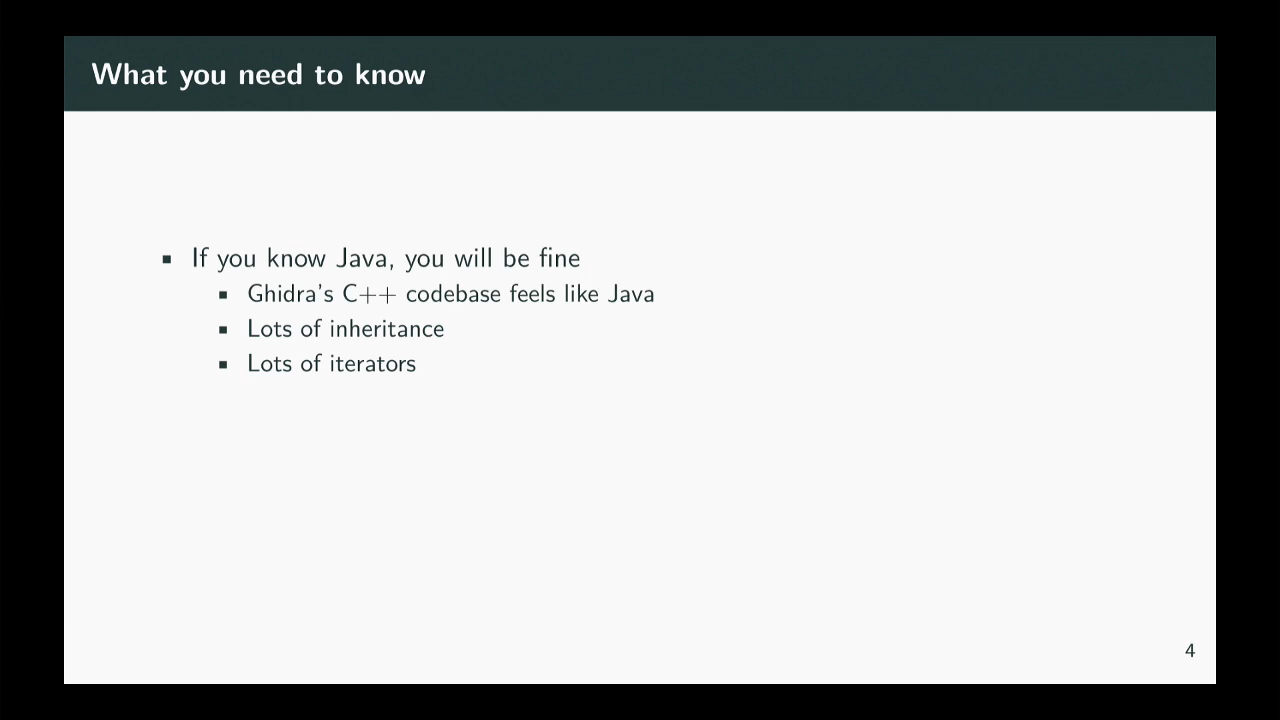 What you need to know
▪ If you know Java, you will be fine
▪ Ghidra's C++ codebase feels like Java
▪ Lots of inheritance
▪ Lots of iterators
4